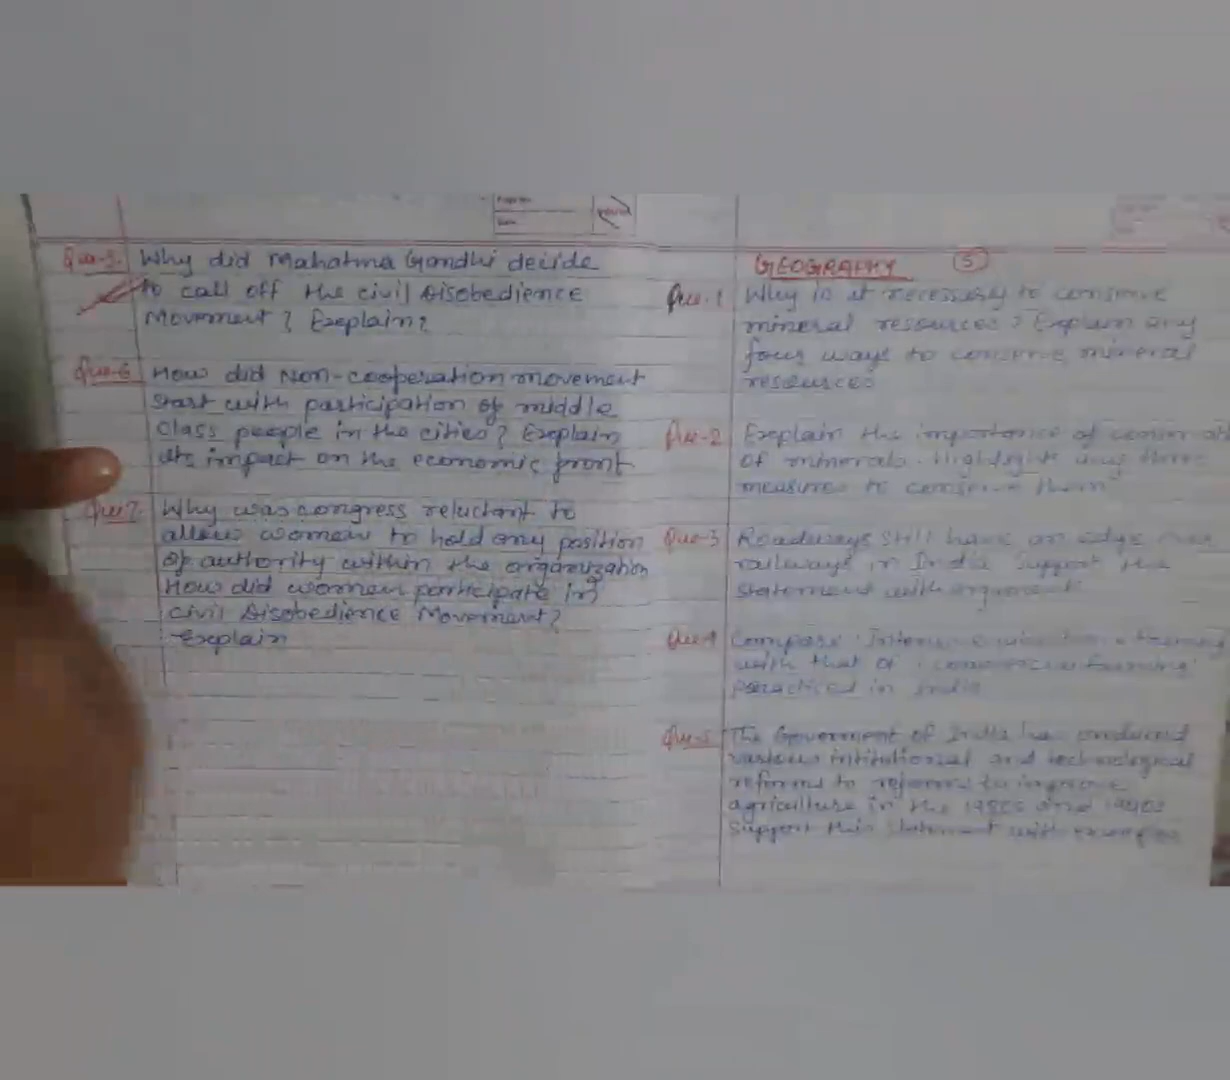 Que-5. Why did Mahatma Gandhi decide
to call off the civil Disobedience
Movement? Explain?
Que-6 How did Non-cooperation movement
start with participation of middle
class people in the cities? Explain
its impact on the economic front
Que 7. Why was congress reluctant to
allow women to hold any position
of authority within the organization
How did women participate in
civil Disobedience Movement?
Explain
GEOGRAPHY 5
Que-1 Why is it necessary to conserve
mineral resources? Explain any
four ways to conserve mineral
resources
Que-2 Explain the importance of
of minerals. Highlight any three
measures to conserve them
Que-3 Roadways still have an edge
railways in India Support the
statement with argument
Que-4 Compare
with that of farming
practiced in India
Que-5 The Goverment of India
various intitutional and technological
reforms to improve
agriculture in the 1980s and 1990s
Support this statement with